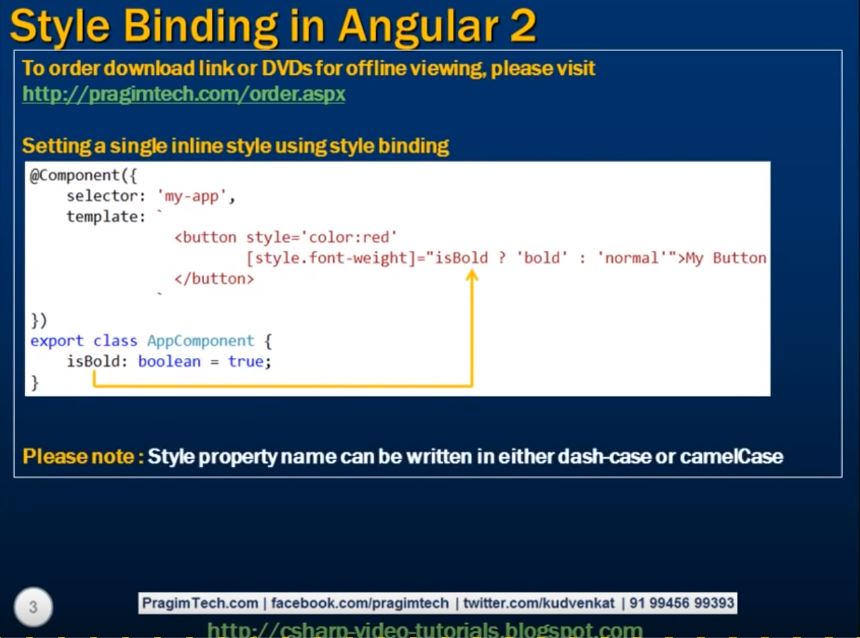 Style Binding in Angular 2
To order download link or DVDs for offline viewing, please visit
http://pragimtech.com/order.aspx
Setting a single inline style using style binding
@Component({
    selector: 'my-app',
    template: `
                <button style='color:red'
                        [style.font-weight]="isBold ? 'bold' : 'normal'">My Button
                </button>
              `
})
export class AppComponent {
    isBold: boolean = true;
}
Please note : Style property name can be written in either dash-case or camelCase
3
PragimTech.com | facebook.com/pragimtech | twitter.com/kudvenkat | 91 99456 99393
http://csharp-video-tutorials.blogspot.com